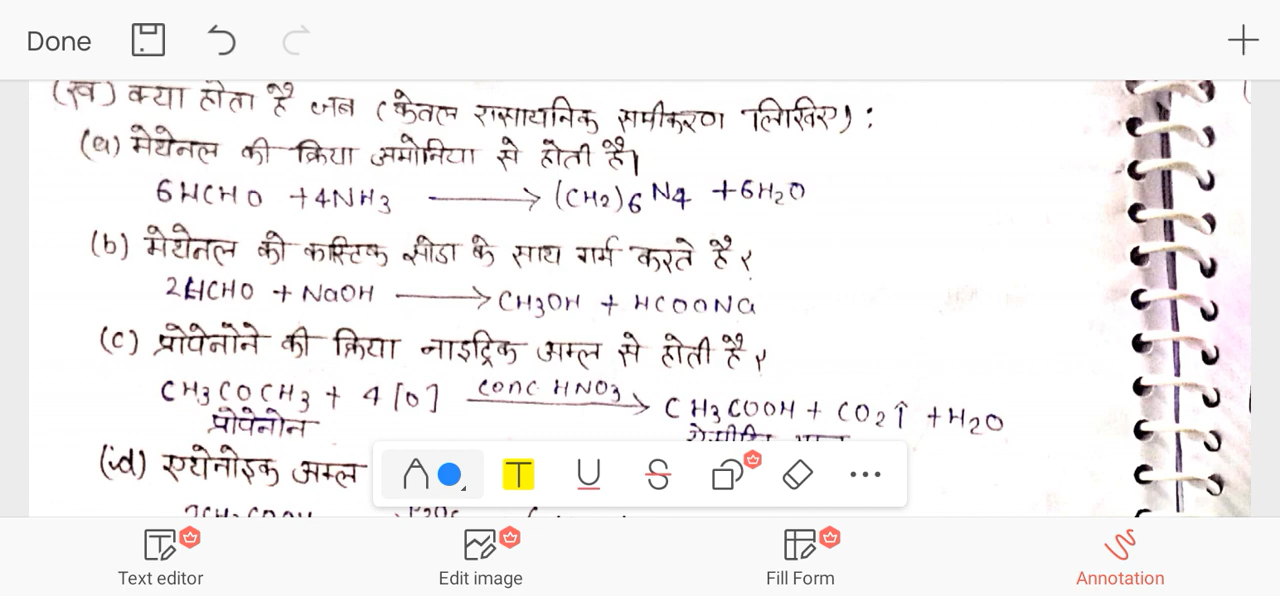 Done
(ख) क्या होता है जब (केवल रासायनिक समीकरण लिखिए) :
(a) मेथेनल की क्रिया अमोनिया से होती है।
6HCHO + 4NH3 ⟶ (CH2)6 N4 + 6H2O
(b) मेथेनल को कास्टिक सोडा के साथ गर्म करते है।
2HCHO + NaOH ⟶ CH3OH + HCOONa
(c) प्रोपेनोने की क्रिया नाइट्रिक अम्ल से होती है।
CH3COCH3 + 4 [O] conc HNO3 ⟶ CH3COOH + CO2↑ + H2O
प्रोपेनोन
(d) एथेनोइक अम्ल
Text editor
Edit image
Fill Form
Annotation